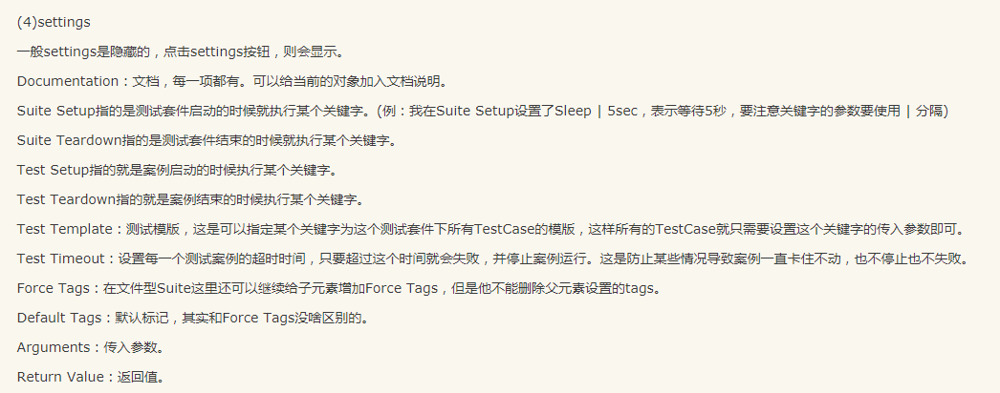 (4)settings
一般settings是隐藏的，点击settings按钮，则会显示。
Documentation：文档，每一项都有。可以给当前的对象加入文档说明。
Suite Setup指的是测试套件启动的时候就执行某个关键字。(例：我在Suite Setup设置了Sleep | 5sec，表示等待5秒，要注意关键字的参数要使用 | 分隔)
Suite Teardown指的是测试套件结束的时候就执行某个关键字。
Test Setup指的就是案例启动的时候执行某个关键字。
Test Teardown指的就是案例结束的时候执行某个关键字。
Test Template：测试模版，这是可以指定某个关键字为这个测试套件下所有TestCase的模版，这样所有的TestCase就只需要设置这个关键字的传入参数即可。
Test Timeout：设置每一个测试案例的超时时间，只要超过这个时间就会失败，并停止案例运行。这是防止某些情况导致案例一直卡住不动，也不停止也不失败。
Force Tags：在文件型Suite这里还可以继续给子元素增加Force Tags，但是他不能删除父元素设置的tags。
Default Tags：默认标记，其实和Force Tags没啥区别的。
Arguments：传入参数。
Return Value：返回值。